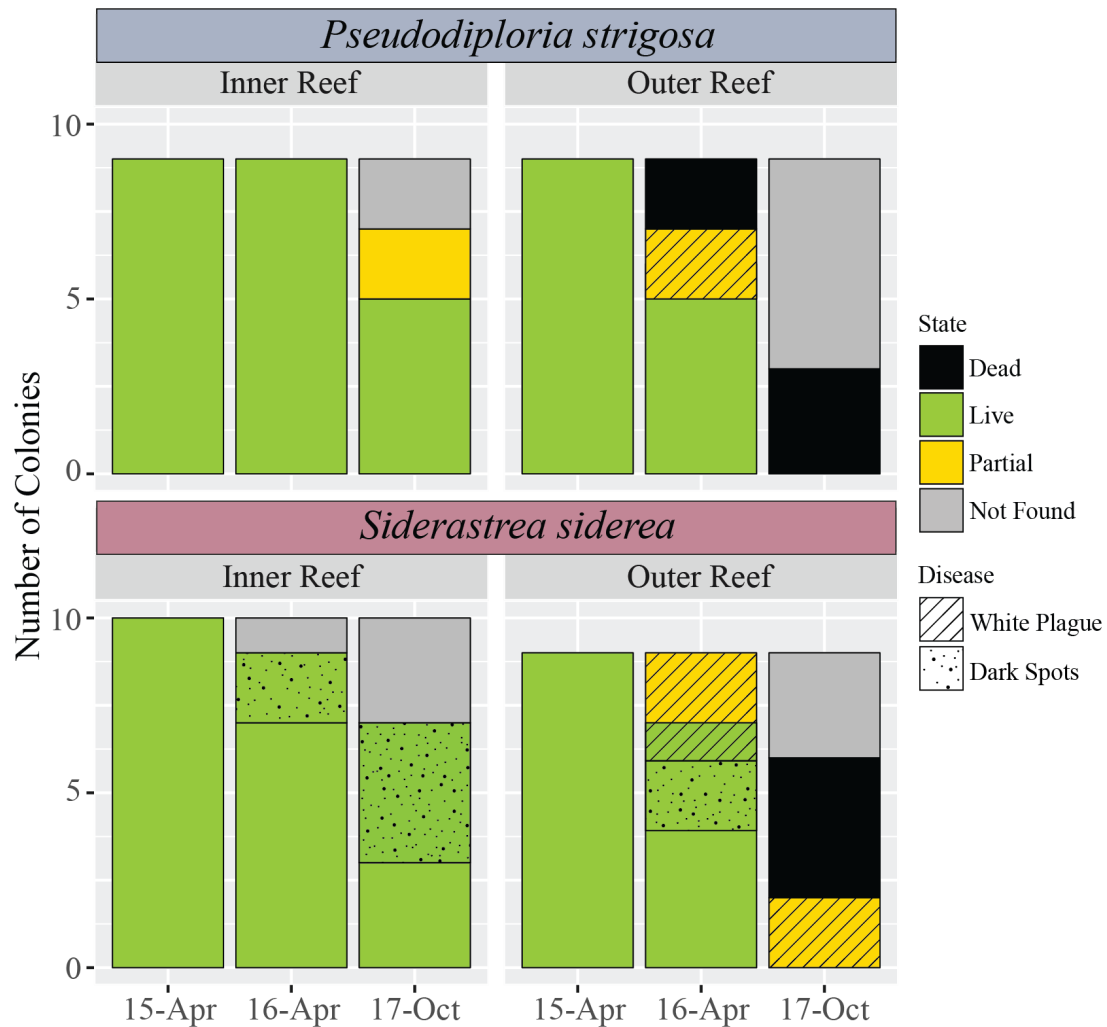 Pseudodiploria strigosa
Inner Reef
Outer Reef
10
5
0
Number of Colonies
Siderastrea siderea
Inner Reef
Outer Reef
10
5
0
15-Apr
16-Apr
17-Oct
15-Apr
16-Apr
17-Oct
State
Dead
Live
Partial
Not Found
Disease
White Plague
Dark Spots